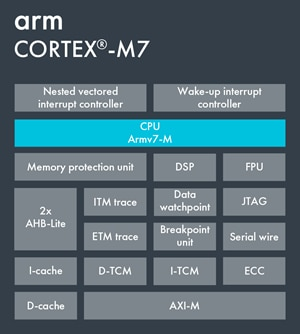 arm
CORTEX®-M7
Nested vectored
interrupt controller
Wake-up interrupt
controller
CPU
Armv7-M
Memory protection unit
DSP
FPU
2x
AHB-Lite
ITM trace
Data
watchpoint
JTAG
ETM trace
Breakpoint
unit
Serial wire
I-cache
D-TCM
I-TCM
ECC
D-cache
AXI-M